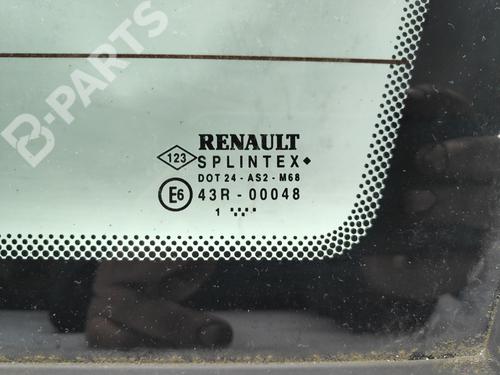 B-PARTS
RENAULT
123 SPLINTEX
DOT 24 - AS2 - M68
E6 43R - 00048
1